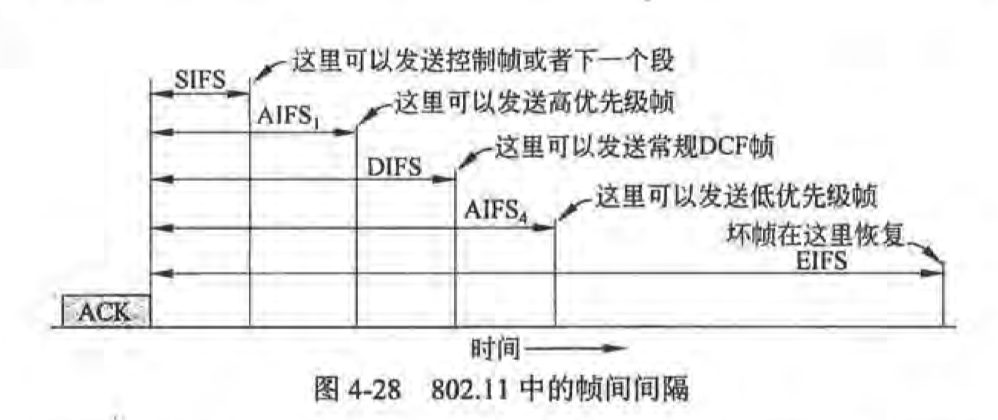 这里可以发送控制帧或者下一个段
SIFS
这里可以发送高优先级帧
AIFS₁
这里可以发送常规DCF帧
DIFS
这里可以发送低优先级帧
AIFS₄
坏帧在这里恢复
EIFS
ACK
时间
图 4-28 802.11 中的帧间间隔